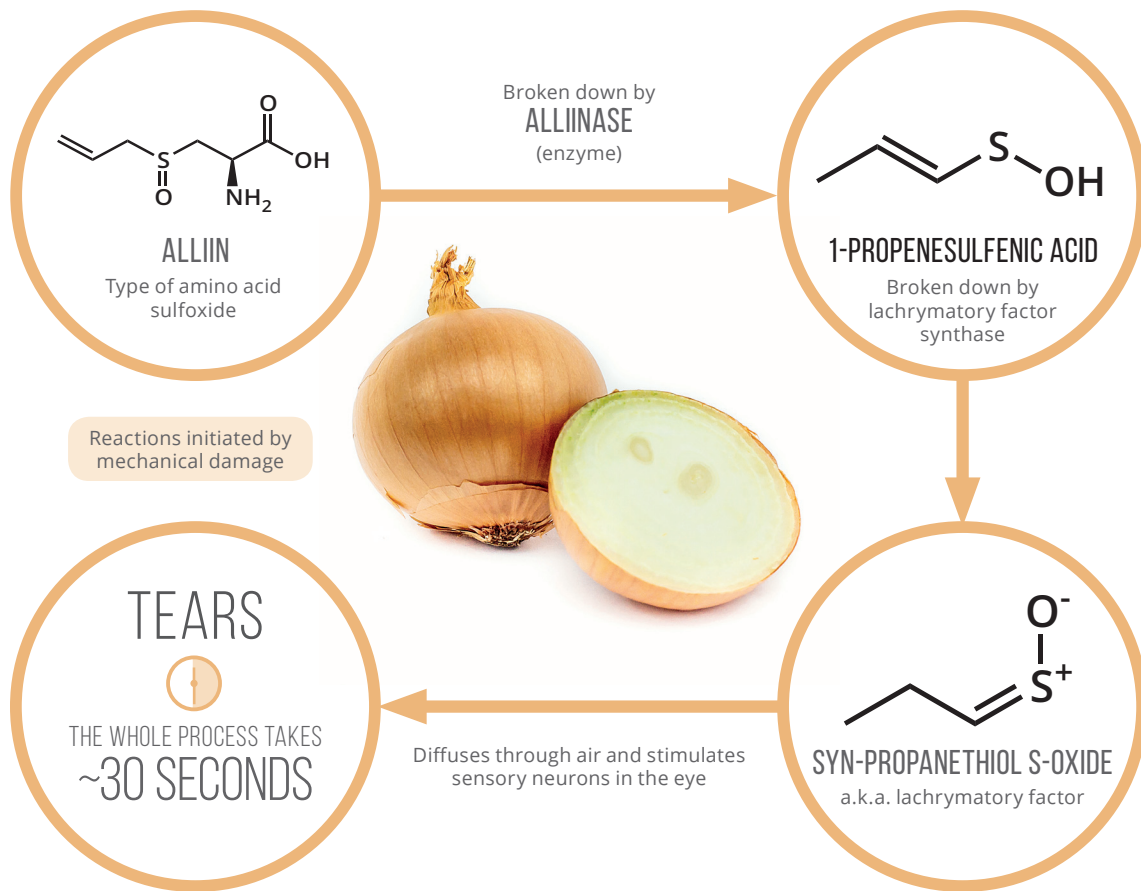 O
S
O
OH
NH2
ALLIIN
Type of amino acid
sulfoxide
Broken down by
ALLIINASE
(enzyme)
S
OH
1-PROPENESULFENIC ACID
Broken down by
lachrymatory factor
synthase
Reactions initiated by
mechanical damage
O-
S+
SYN-PROPANETHIOL S-OXIDE
a.k.a. lachrymatory factor
Diffuses through air and stimulates
sensory neurons in the eye
TEARS
THE WHOLE PROCESS TAKES
~30 SECONDS